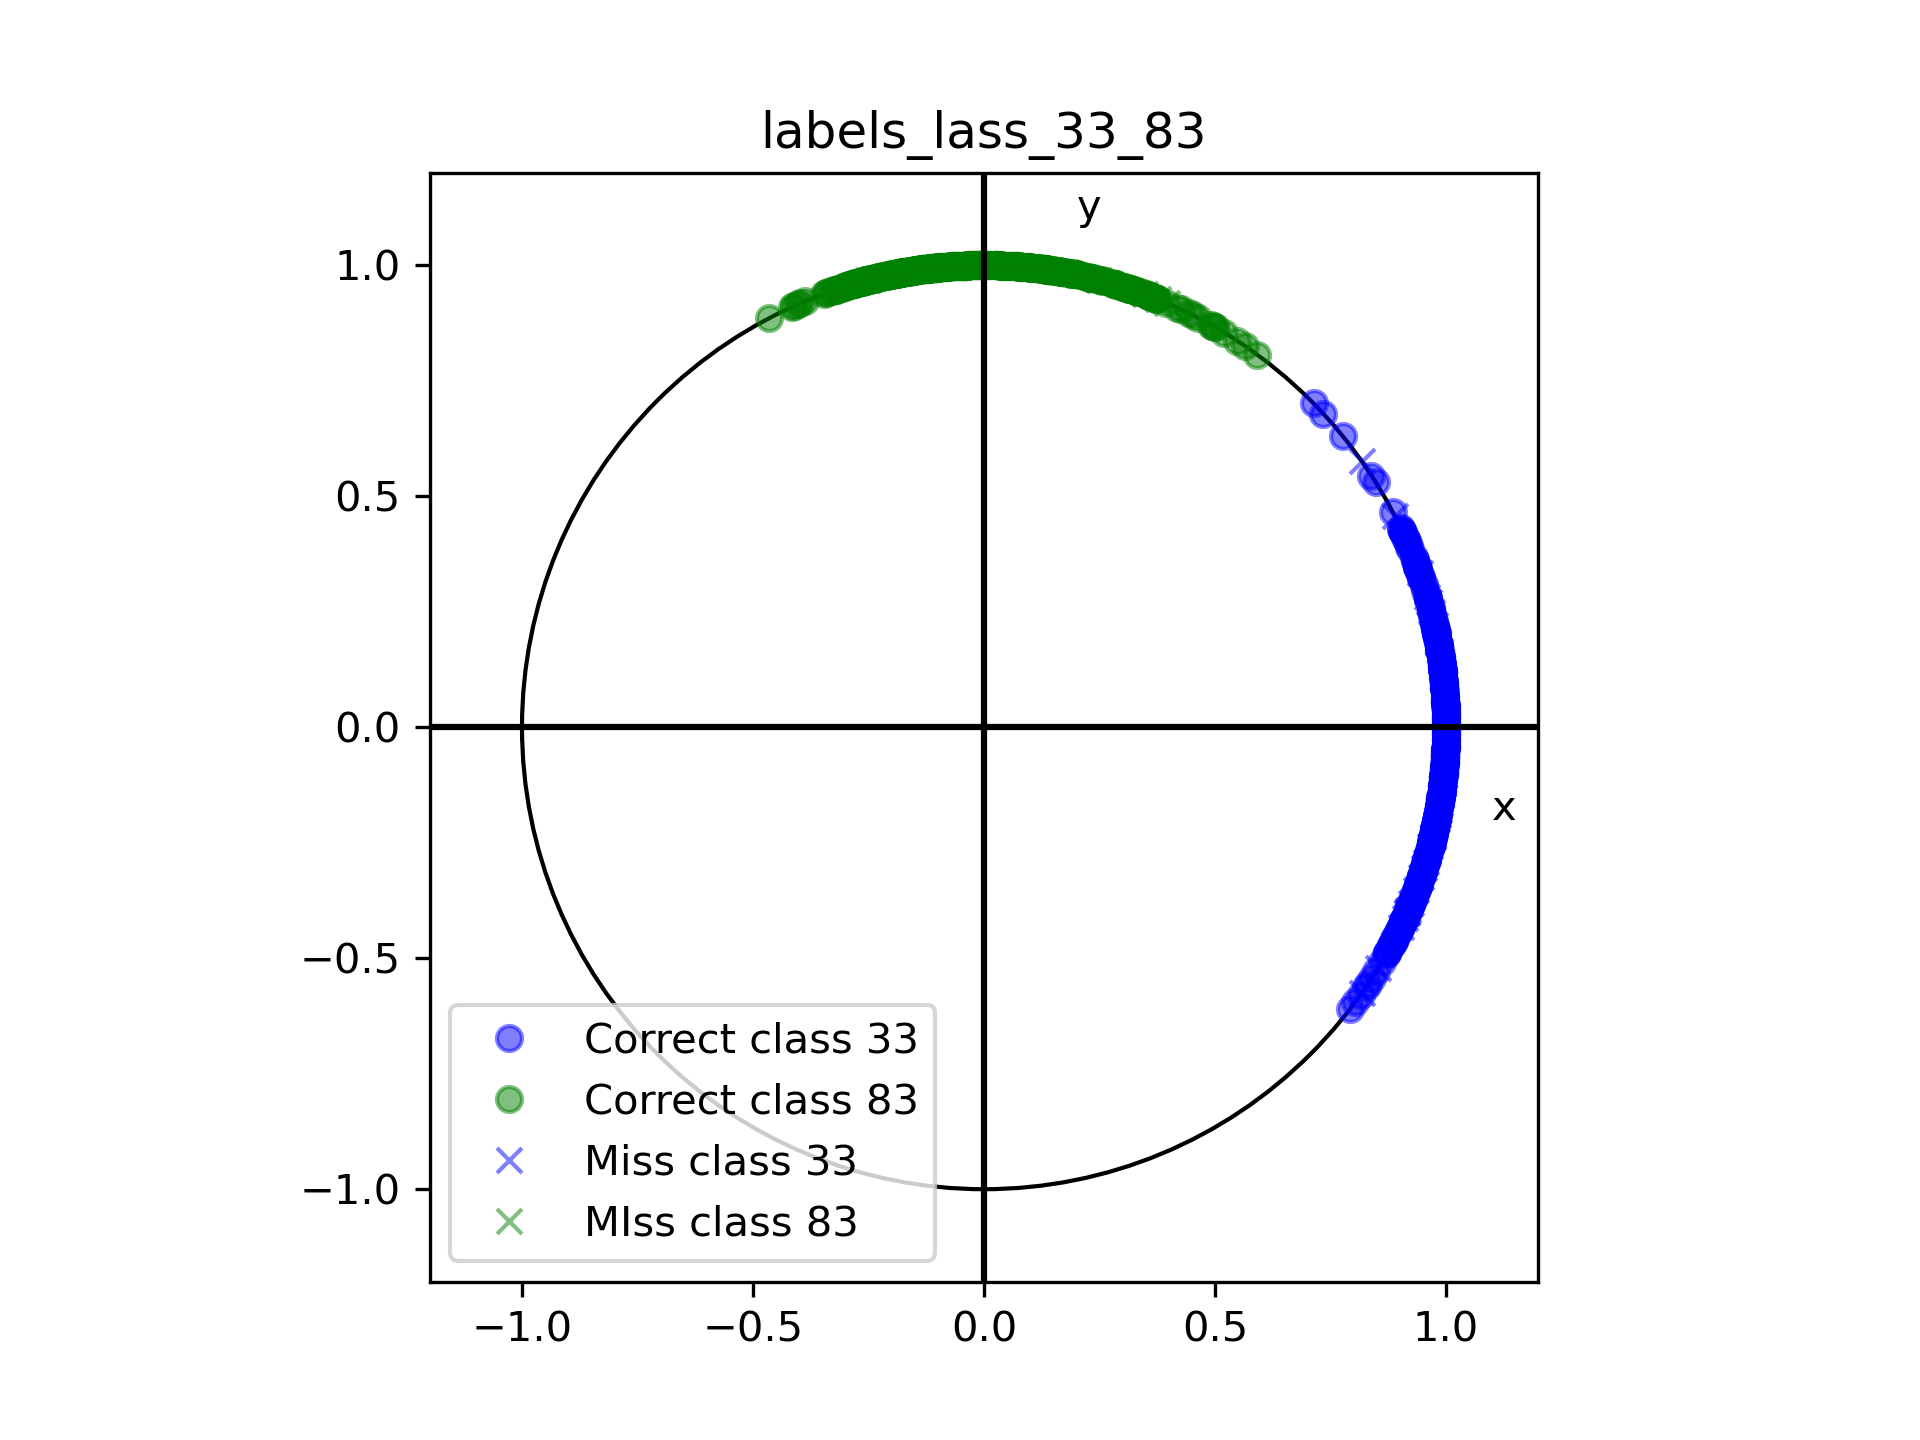 labels_lass_33_83
y
1.0
0.5
0.0
x
−0.5
−1.0
Correct class 33
Correct class 83
Miss class 33
MIss class 83
−1.0 −0.5 0.0 0.5 1.0